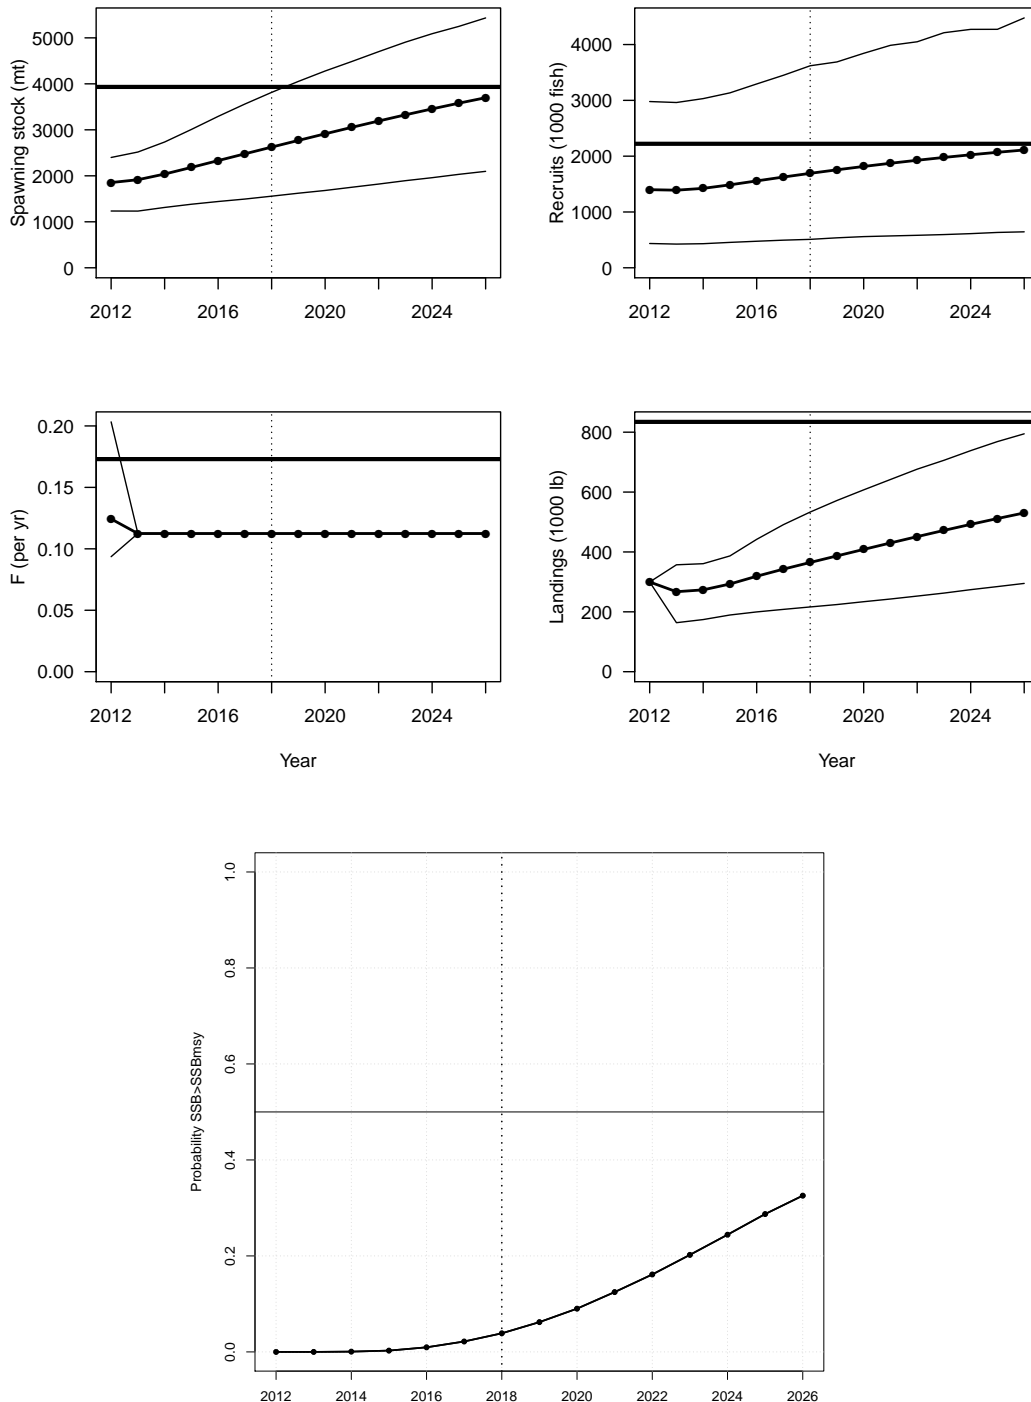 Spawning stock (mt)
5000
4000
3000
2000
1000
0
2012 2016 2020 2024
Recruits (1000 fish)
4000
3000
2000
1000
0
2012 2016 2020 2024
F (per yr)
0.20
0.15
0.10
0.05
0.00
2012 2016 2020 2024
Year
Landings (1000 lb)
800
600
400
200
0
2012 2016 2020 2024
Year
Probability SSB>SSBmsy
1.0
0.8
0.6
0.4
0.2
0.0
2012 2014 2016 2018 2020 2022 2024 2026